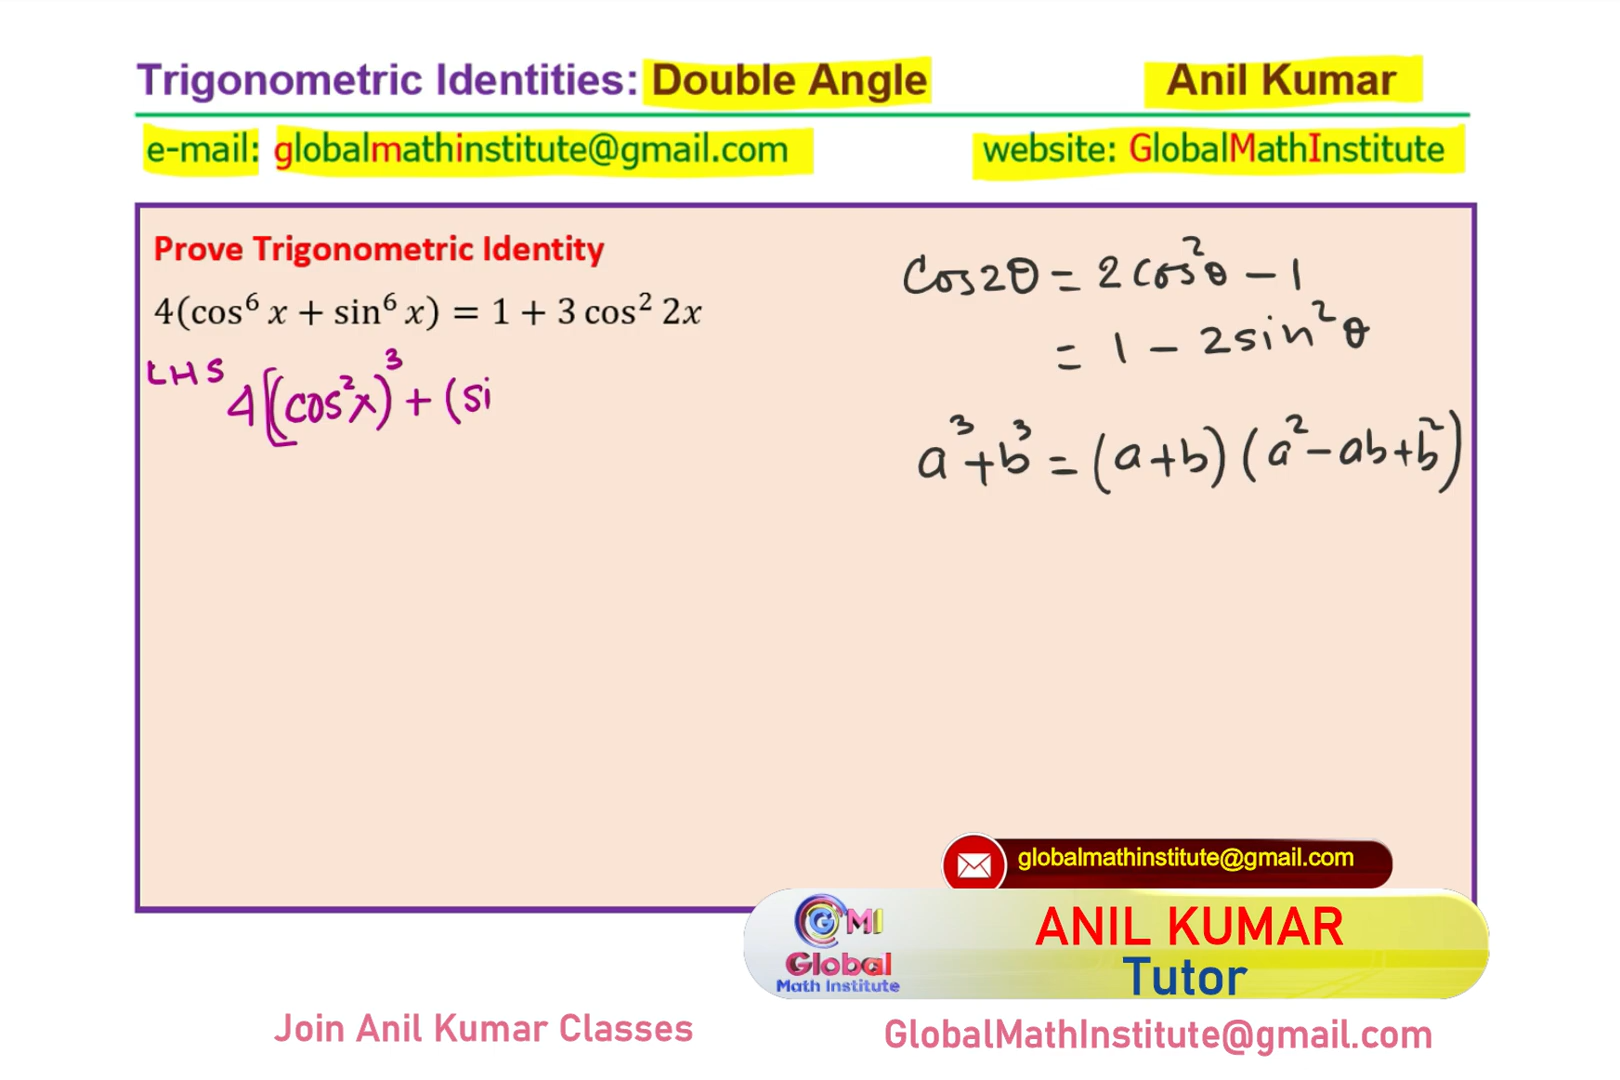 Trigonometric Identities: Double Angle Anil Kumar
e-mail: globalmathinstitute@gmail.com website: GlobalMathInstitute
Prove Trigonometric Identity
4(cos⁶ x + sin⁶ x) = 1 + 3 cos² 2x
LHS 4[(cos²x)³ + (si
Cos2θ = 2cos²θ - 1
= 1 - 2sin²θ
a³+b³ = (a+b)(a²-ab+b²)
globalmathinstitute@gmail.com
GMI
Global
Math Institute
ANIL KUMAR
Tutor
Join Anil Kumar Classes
GlobalMathInstitute@gmail.com